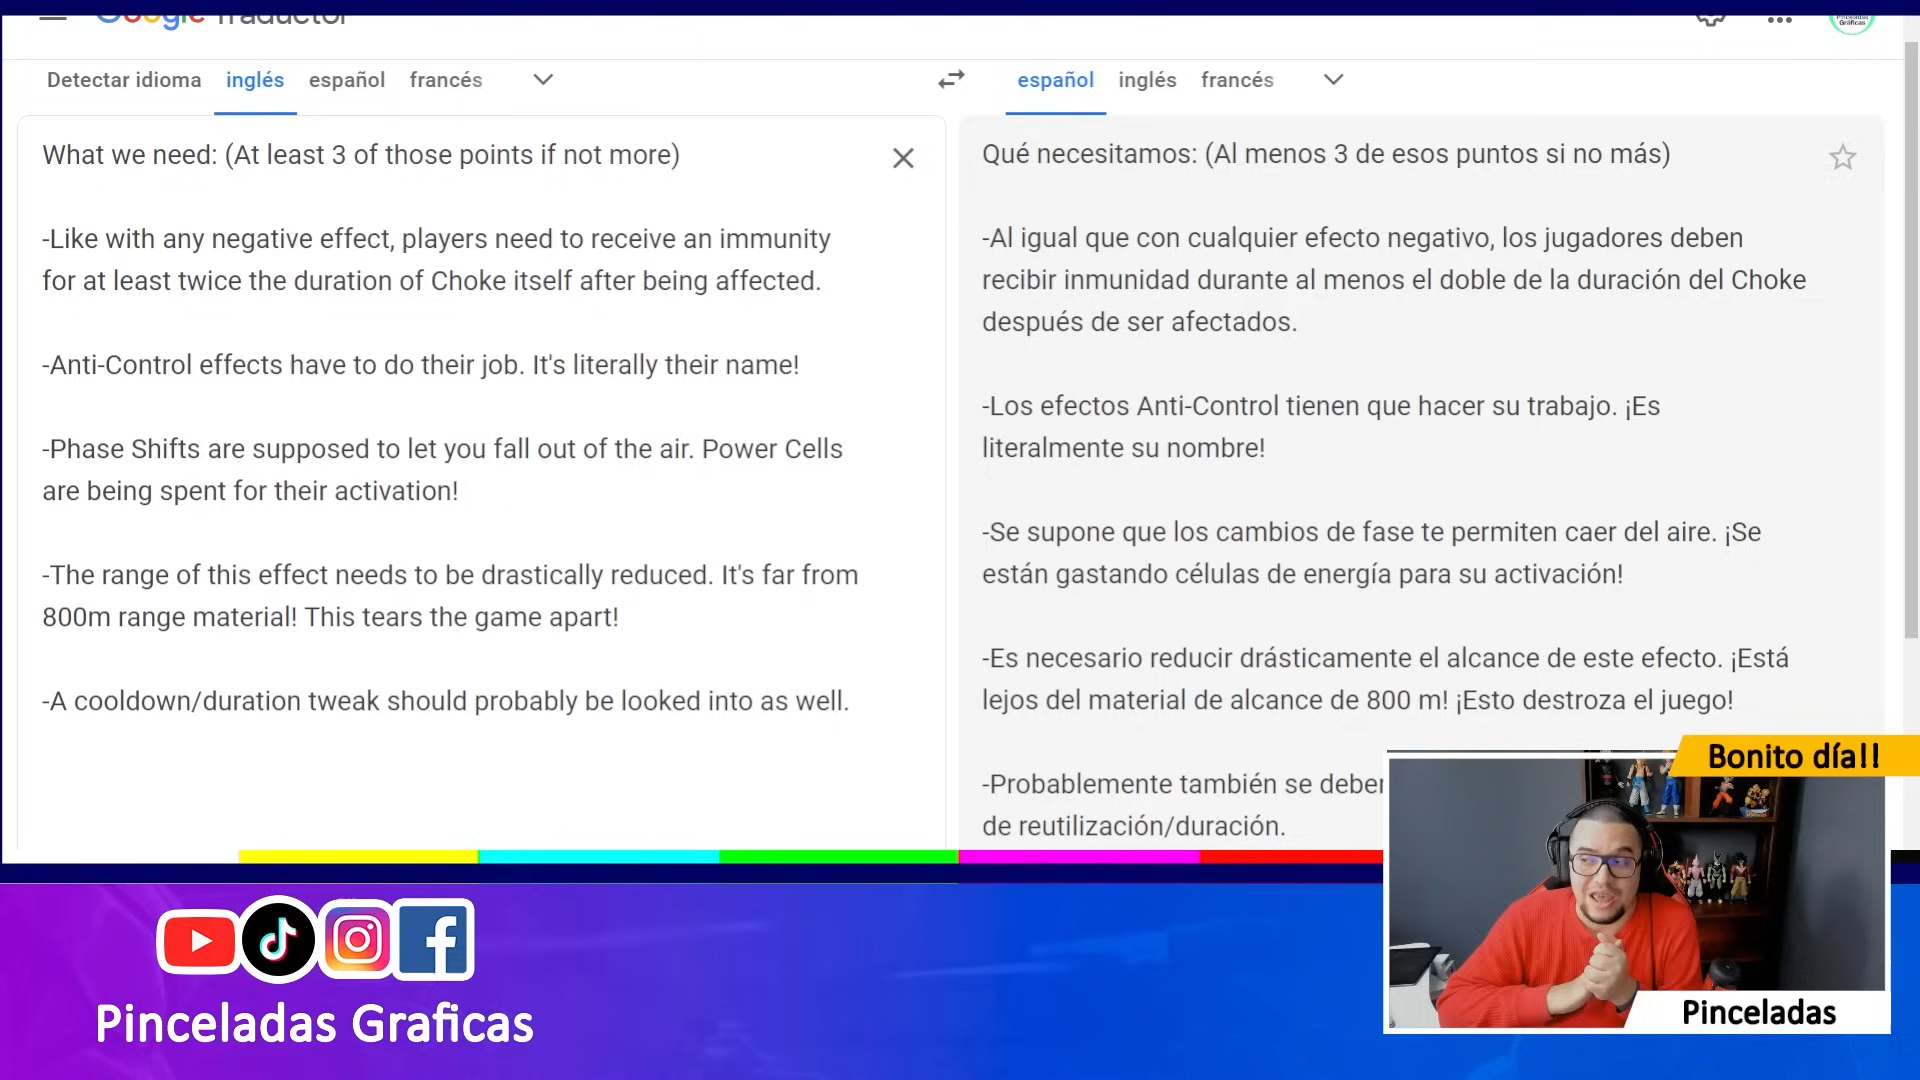 Google Traductor
Detectar idioma inglés español francés
español inglés francés
What we need: (At least 3 of those points if not more)
-Like with any negative effect, players need to receive an immunity
for at least twice the duration of Choke itself after being affected.
-Anti-Control effects have to do their job. It's literally their name!
-Phase Shifts are supposed to let you fall out of the air. Power Cells
are being spent for their activation!
-The range of this effect needs to be drastically reduced. It's far from
800m range material! This tears the game apart!
-A cooldown/duration tweak should probably be looked into as well.
Qué necesitamos: (Al menos 3 de esos puntos si no más)
-Al igual que con cualquier efecto negativo, los jugadores deben
recibir inmunidad durante al menos el doble de la duración del Choke
después de ser afectados.
-Los efectos Anti-Control tienen que hacer su trabajo. ¡Es
literalmente su nombre!
-Se supone que los cambios de fase te permiten caer del aire. ¡Se
están gastando células de energía para su activación!
-Es necesario reducir drásticamente el alcance de este efecto. ¡Está
lejos del material de alcance de 800 m! ¡Esto destroza el juego!
-Probablemente también se deber
de reutilización/duración.
Bonito día!!
Pinceladas
Pinceladas Graficas